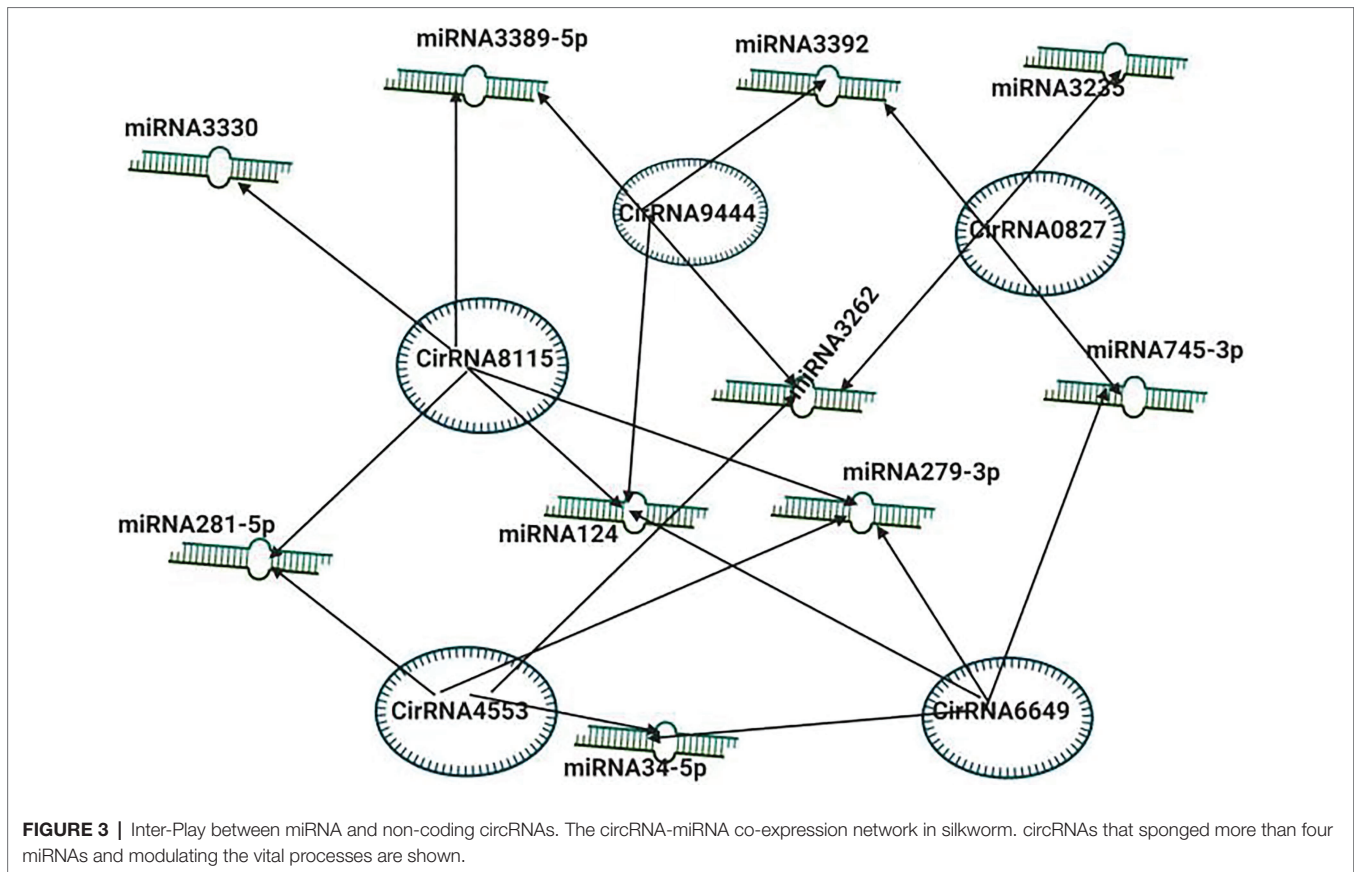 miRNA3389-5p
miRNA3392
miRNA3235
miRNA3330
CirRNA9444
CirRNA0827
miRNA3262
CirRNA8115
miRNA745-3p
miRNA279-3p
miRNA281-5p
miRNA124
CirRNA4553
CirRNA6649
miRNA34-5p
FIGURE 3 | Inter-Play between miRNA and non-coding circRNAs. The circRNA-miRNA co-expression network in silkworm. circRNAs that sponged more than four
miRNAs and modulating the vital processes are shown.